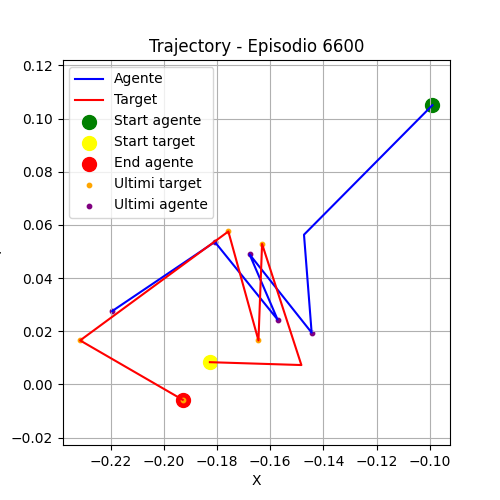 Trajectory - Episodio 6600
Agente
Target
Start agente
Start target
End agente
Ultimi target
Ultimi agente
0.12
0.10
0.08
0.06
0.04
0.02
0.00
−0.02
−0.22
−0.20
−0.18
−0.16
−0.14
−0.12
−0.10
X